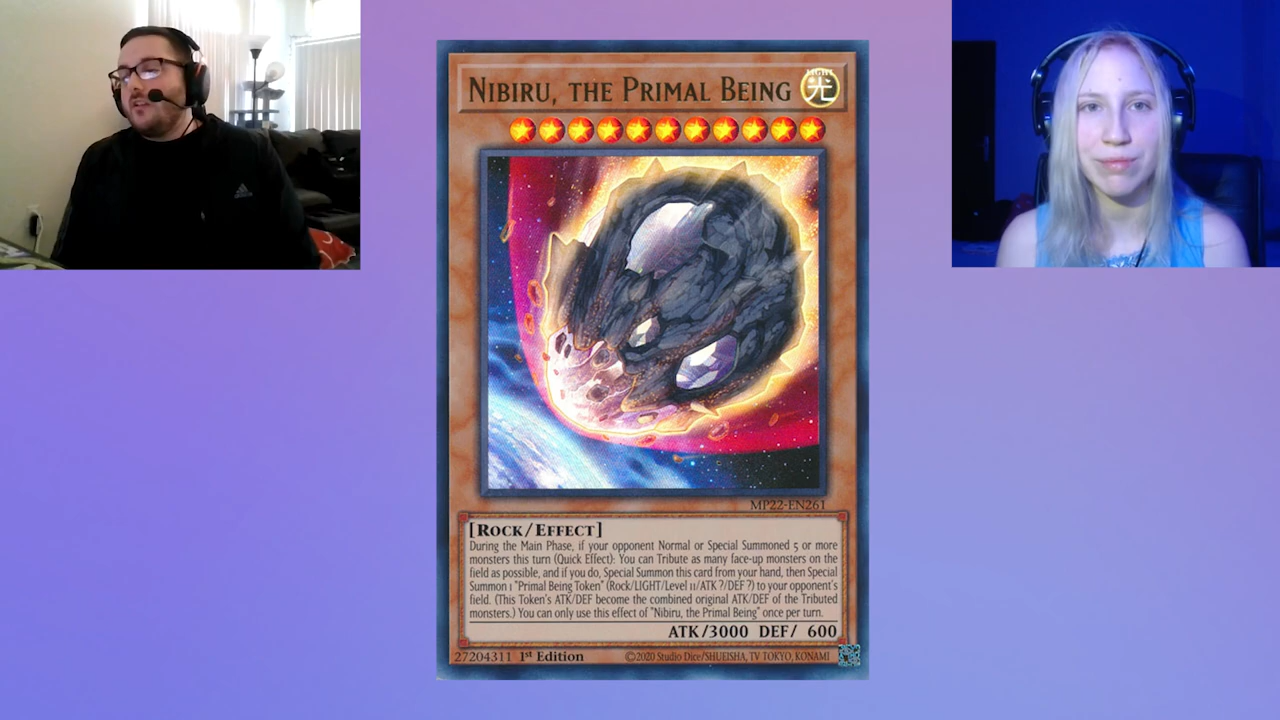 NIBIRU, THE PRIMAL BEING
LIGHT
光
MP22-EN261
[ROCK/EFFECT]
During the Main Phase, if your opponent Normal or Special Summoned 5 or more
monsters this turn (Quick Effect): You can Tribute as many face-up monsters on the
field as possible, and if you do, Special Summon this card from your hand, then Special
Summon 1 "Primal Being Token" (Rock/LIGHT/Level 11/ATK ?/DEF ?) to your opponent's
field. (This Token's ATK/DEF become the combined original ATK/DEF of the Tributed
monsters.) You can only use this effect of "Nibiru, the Primal Being" once per turn.
ATK/3000 DEF/ 600
27204311 1st Edition ©2020 Studio Dice/SHUEISHA, TV TOKYO, KONAMI